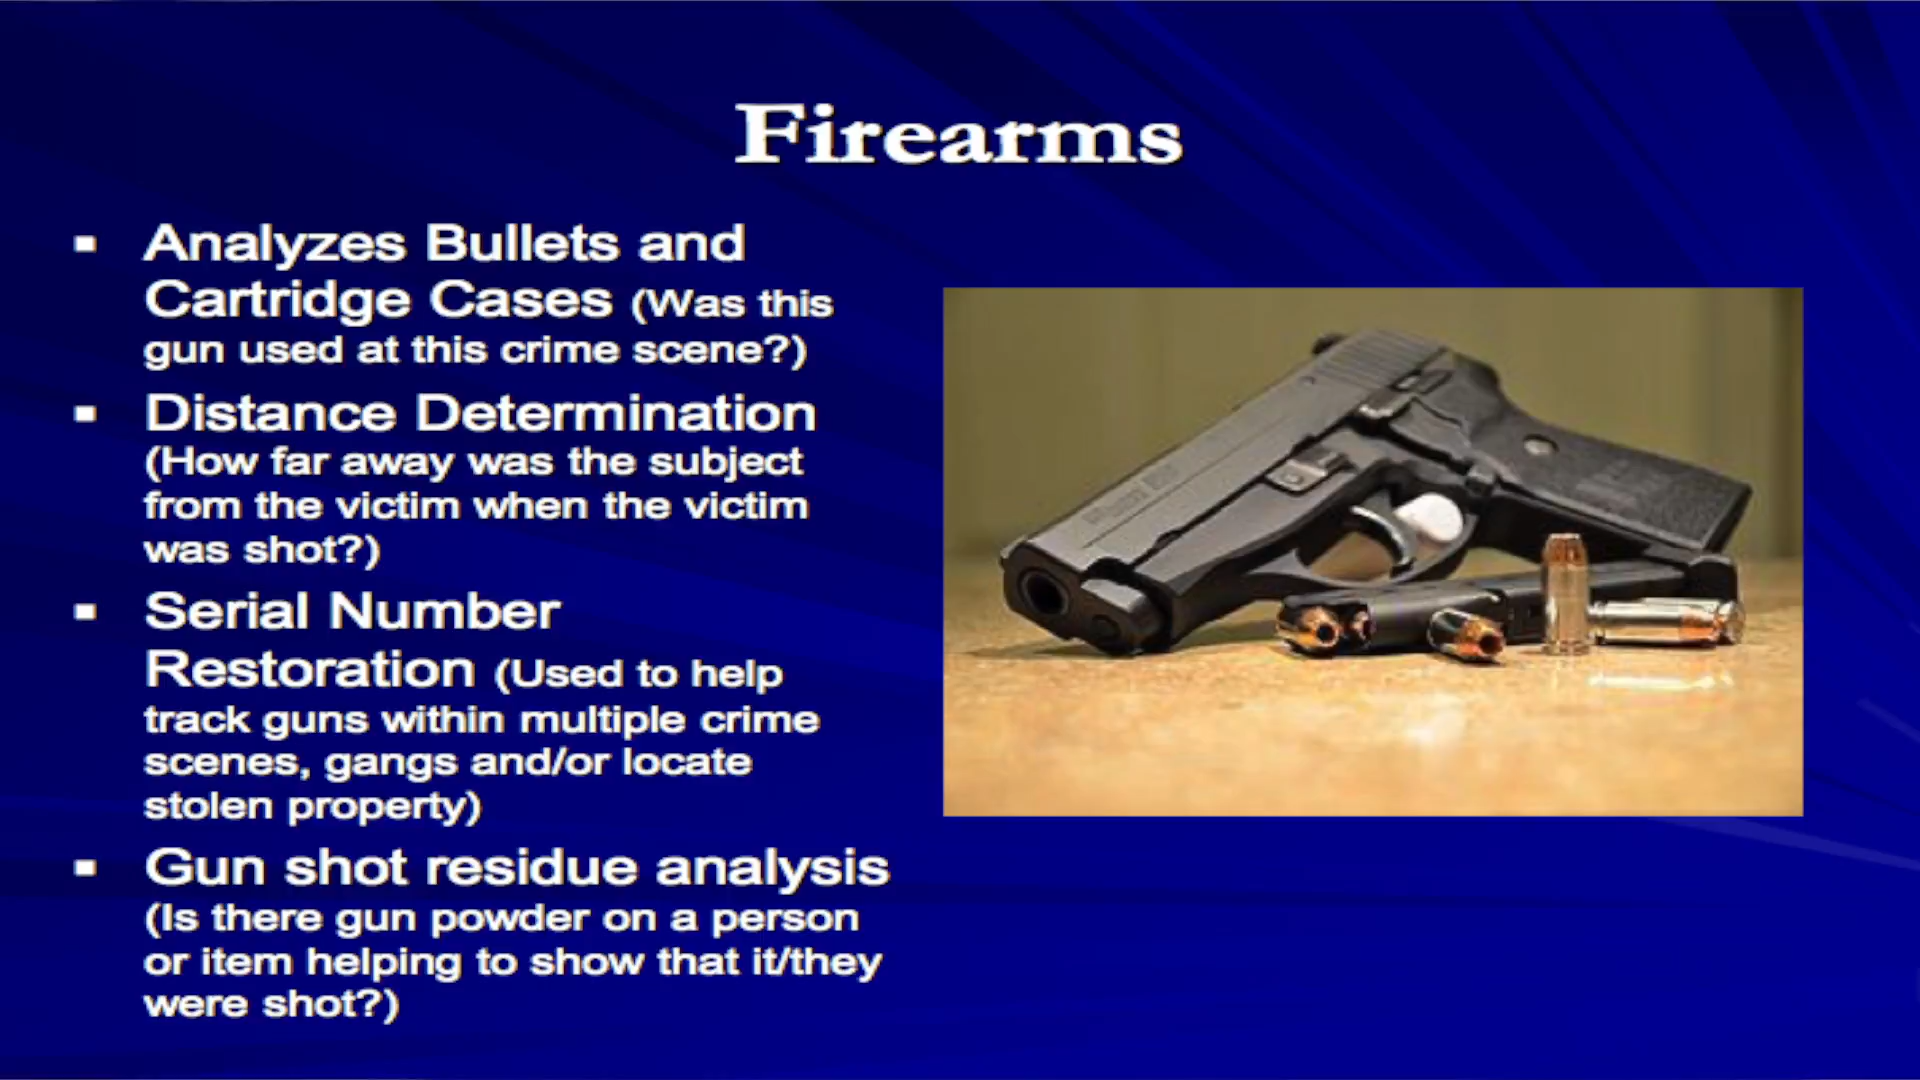 Firearms
Analyzes Bullets and
Cartridge Cases (Was this
gun used at this crime scene?)
Distance Determination
(How far away was the subject
from the victim when the victim
was shot?)
Serial Number
Restoration (Used to help
track guns within multiple crime
scenes, gangs and/or locate
stolen property)
Gun shot residue analysis
(Is there gun powder on a person
or item helping to show that it/they
were shot?)